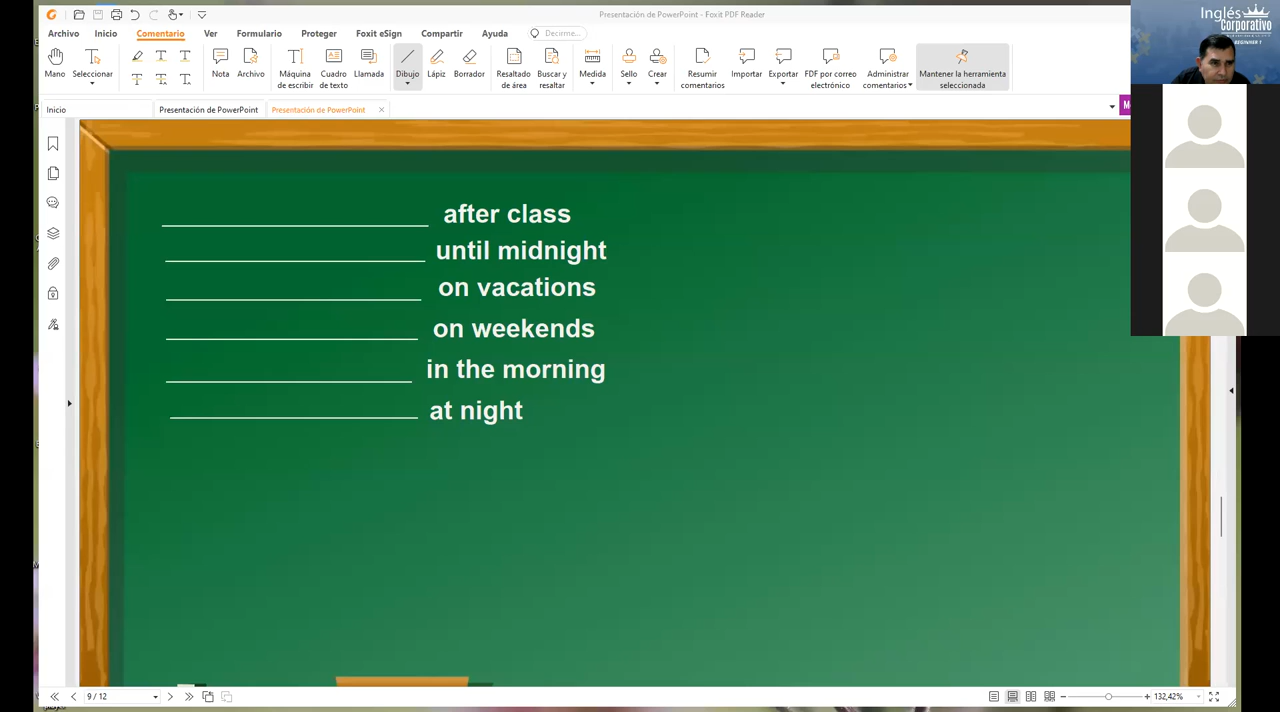 Presentación de PowerPoint - Foxit PDF Reader
Archivo Inicio Comentario Ver Formulario Proteger Foxit eSign Compartir Ayuda Decirme...
Mano Seleccionar Nota Archivo Máquina de escribir Cuadro de texto Llamada Dibujo Lápiz Borrador Resaltado de área Buscar y resaltar Medida Sello Crear Resumir comentarios Importar Exportar PDF por correo electrónico Administrar comentarios Mantener la herramienta seleccionada
Inicio Presentación de PowerPoint Presentación de PowerPoint
Inglés
Corporativo
BEGINNER 1
after class
until midnight
on vacations
on weekends
in the morning
at night
9 / 12 132,42%